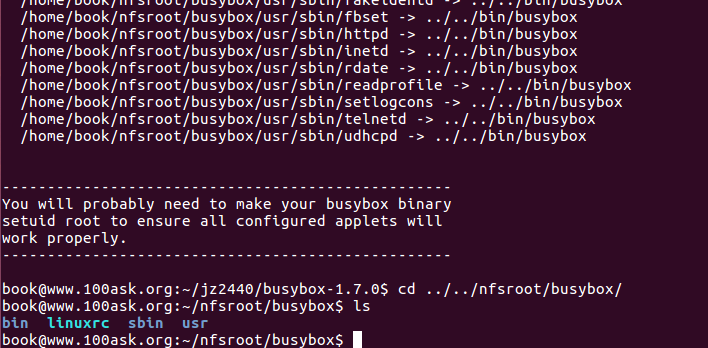 /home/book/nfsroot/busybox/usr/sbin/fakeidentd -> ../../bin/busybox
/home/book/nfsroot/busybox/usr/sbin/fbset -> ../../bin/busybox
/home/book/nfsroot/busybox/usr/sbin/httpd -> ../../bin/busybox
/home/book/nfsroot/busybox/usr/sbin/inetd -> ../../bin/busybox
/home/book/nfsroot/busybox/usr/sbin/rdate -> ../../bin/busybox
/home/book/nfsroot/busybox/usr/sbin/readprofile -> ../../bin/busybox
/home/book/nfsroot/busybox/usr/sbin/setlogcons -> ../../bin/busybox
/home/book/nfsroot/busybox/usr/sbin/telnetd -> ../../bin/busybox
/home/book/nfsroot/busybox/usr/sbin/udhcpd -> ../../bin/busybox
--------------------------------------------------
You will probably need to make your busybox binary
setuid root to ensure all configured applets will
work properly.
--------------------------------------------------
book@www.100ask.org:~/jz2440/busybox-1.7.0$ cd ../../nfsroot/busybox/
book@www.100ask.org:~/nfsroot/busybox$ ls
bin  linuxrc  sbin  usr
book@www.100ask.org:~/nfsroot/busybox$